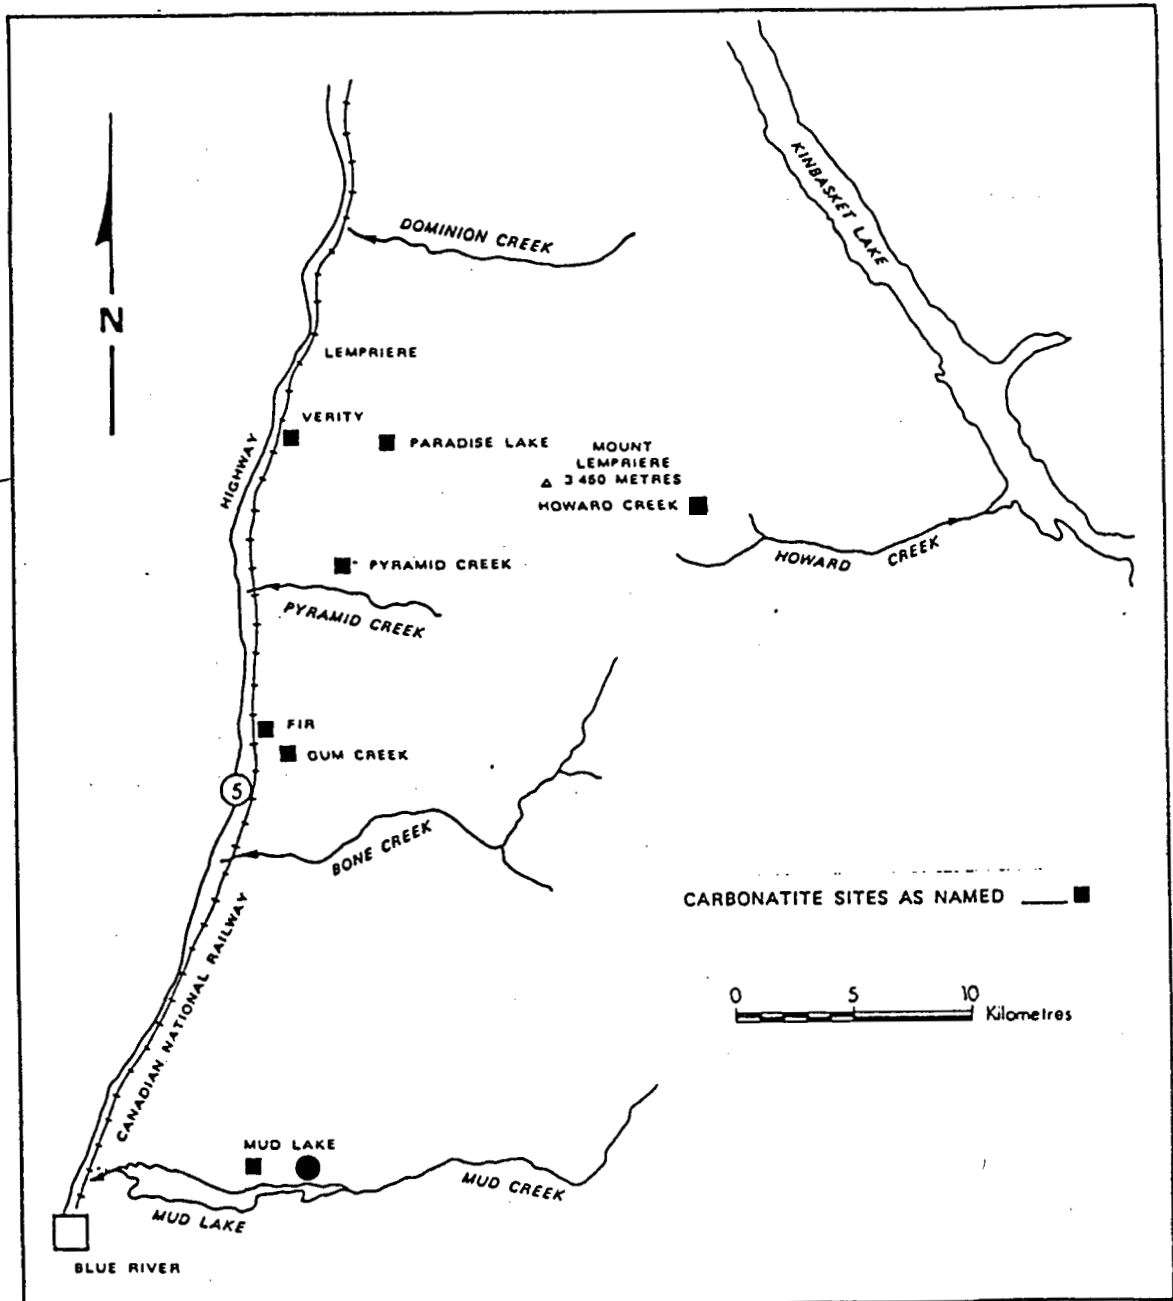 KINBASKET LAKE
DOMINION CREEK
N
LEMPRIERE
VERITY
PARADISE LAKE
MOUNT
LEMPRIERE
3 450 METRES
HIGHWAY
HOWARD CREEK
HOWARD CREEK
PYRAMID CREEK
PYRAMID CREEK
FIR
GUM CREEK
5
BONE CREEK
CARBONATITE SITES AS NAMED
CANADIAN NATIONAL RAILWAY
0 5 10
Kilometres
MUD LAKE
MUD CREEK
MUD LAKE
BLUE RIVER